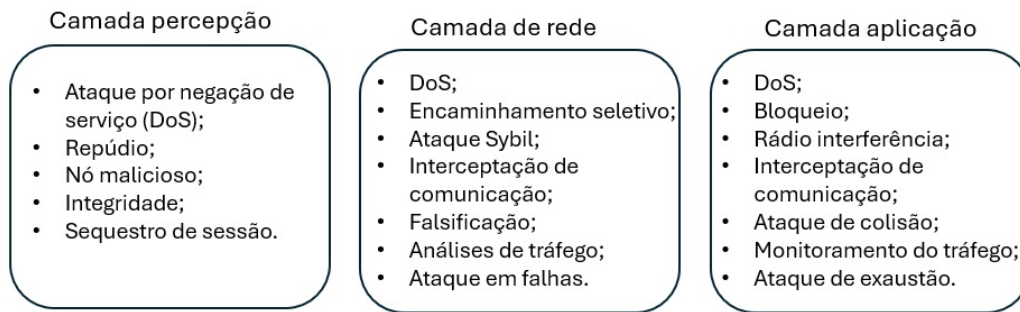 Camada percepção
• Ataque por negação de
serviço (DoS);
• Repúdio;
• Nó malicioso;
• Integridade;
• Sequestro de sessão.
Camada de rede
• DoS;
• Encaminhamento seletivo;
• Ataque Sybil;
• Interceptação de
comunicação;
• Falsificação;
• Análises de tráfego;
• Ataque em falhas.
Camada aplicação
• DoS;
• Bloqueio;
• Rádio interferência;
• Interceptação de
comunicação;
• Ataque de colisão;
• Monitoramento do tráfego;
• Ataque de exaustão.